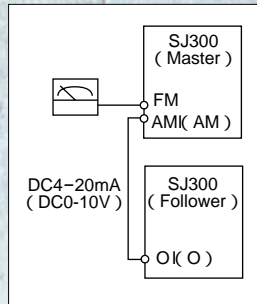 SJ300
( Master )
FM
AMI( AM )
DC4−20mA
( DC0-10V )
SJ300
( Follower )
OI( O )